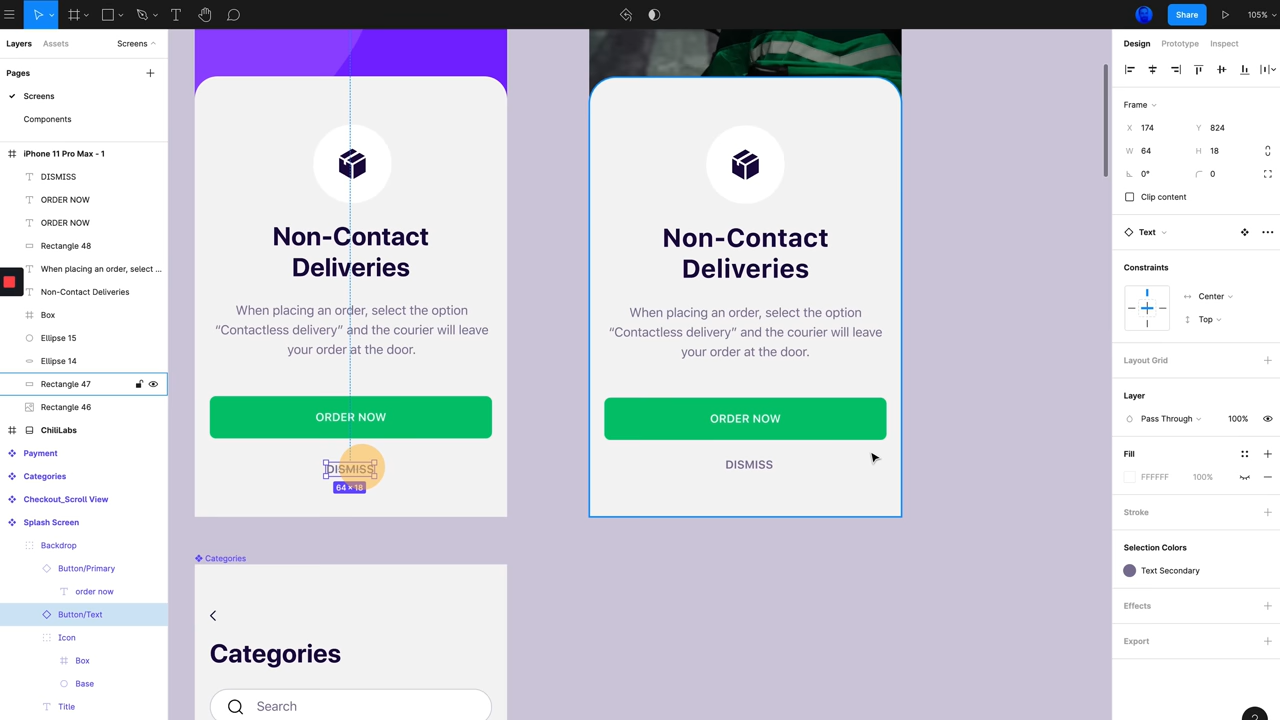 Share
105%
Layers
Assets
Screens
Design
Prototype
Inspect
Pages
Screens
Components
iPhone 11 Pro Max - 1
DISMISS
ORDER NOW
ORDER NOW
Rectangle 48
When placing an order, select ...
Non-Contact Deliveries
Box
Ellipse 15
Ellipse 14
Rectangle 47
Rectangle 46
ChiliLabs
Payment
Categories
Checkout_Scroll View
Splash Screen
Backdrop
Button/Primary
order now
Button/Text
Icon
Box
Base
Title
Non-Contact
Deliveries
When placing an order, select the option
“Contactless delivery” and the courier will leave
your order at the door.
ORDER NOW
DISMISS
64 × 18
Categories
Categories
Search
Non-Contact
Deliveries
When placing an order, select the option
“Contactless delivery” and the courier will leave
your order at the door.
ORDER NOW
DISMISS
Frame
X 174 Y 824
W 64 H 18
0° 0
Clip content
Text
Constraints
Center
Top
Layout Grid
Layer
Pass Through 100%
Fill
FFFFFF 100%
Stroke
Selection Colors
Text Secondary
Effects
Export
?